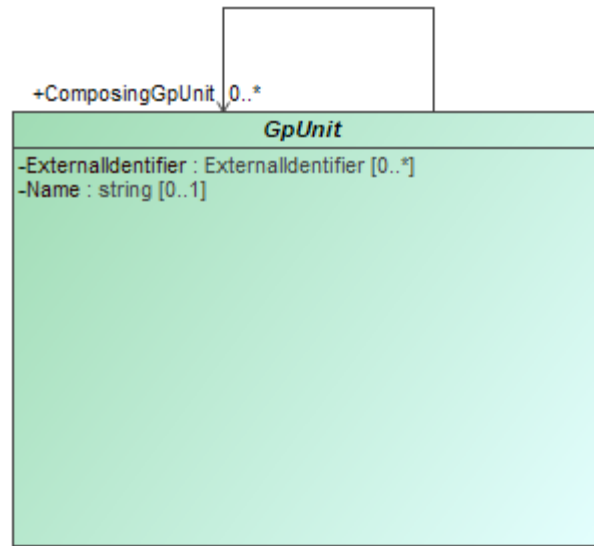 +ComposingGpUnit 0..*
GpUnit
-ExternalIdentifier : ExternalIdentifier [0..*]
-Name : string [0..1]